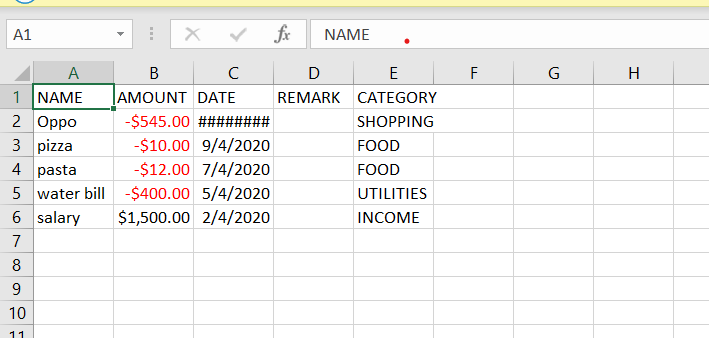 A1 fx NAME
A B C D E F G H
1 NAME AMOUNT DATE REMARK CATEGORY
2 Oppo -$545.00 ######## SHOPPING
3 pizza -$10.00 9/4/2020 FOOD
4 pasta -$12.00 7/4/2020 FOOD
5 water bill -$400.00 5/4/2020 UTILITIES
6 salary $1,500.00 2/4/2020 INCOME
7
8
9
10
11